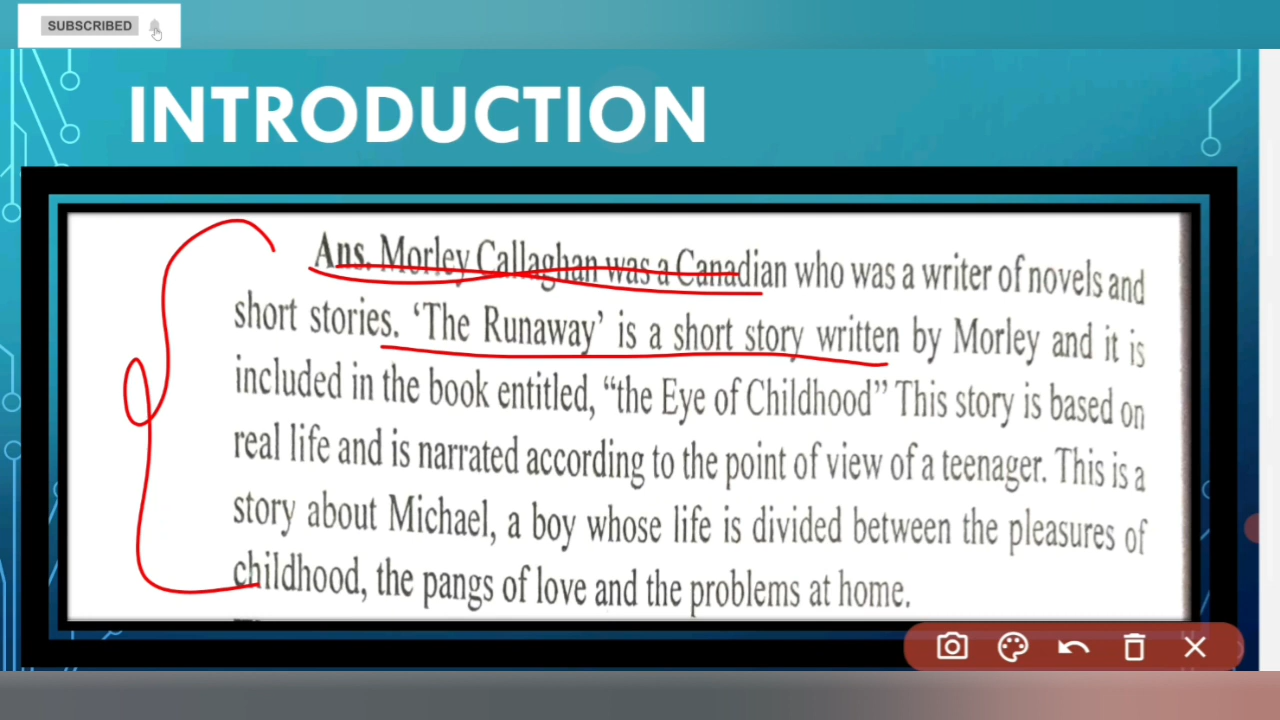 SUBSCRIBED
INTRODUCTION
Ans. Morley Callaghan was a Canadian who was a writer of novels and
short stories. ‘The Runaway’ is a short story written by Morley and it is
included in the book entitled, “the Eye of Childhood” This story is based on
real life and is narrated according to the point of view of a teenager. This is a
story about Michael, a boy whose life is divided between the pleasures of
childhood, the pangs of love and the problems at home.